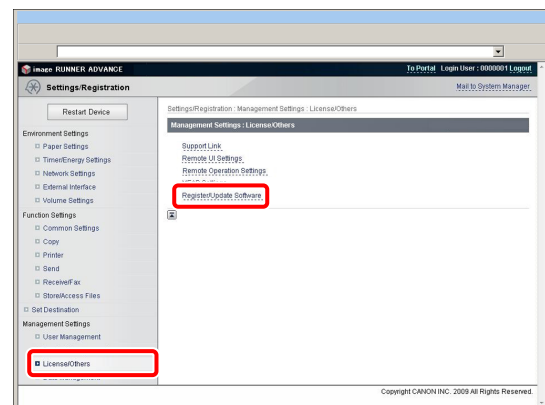 image RUNNER ADVANCE
To Portal Login User : 0000001 Logout
Settings/Registration
Mail to System Manager
Restart Device
Settings/Registration : Management Settings : License/Others
Management Settings : License/Others
Environment Settings
Paper Settings
Timer/Energy Settings
Network Settings
External Interface
Volume Settings
Support Link
Remote UI Settings
Remote Operation Settings
Register/Update Software
Function Settings
Common Settings
Copy
Printer
Send
Receive/Fax
Store/Access Files
Set Destination
Management Settings
User Management
License/Others
Copyright CANON INC. 2009 All Rights Reserved.